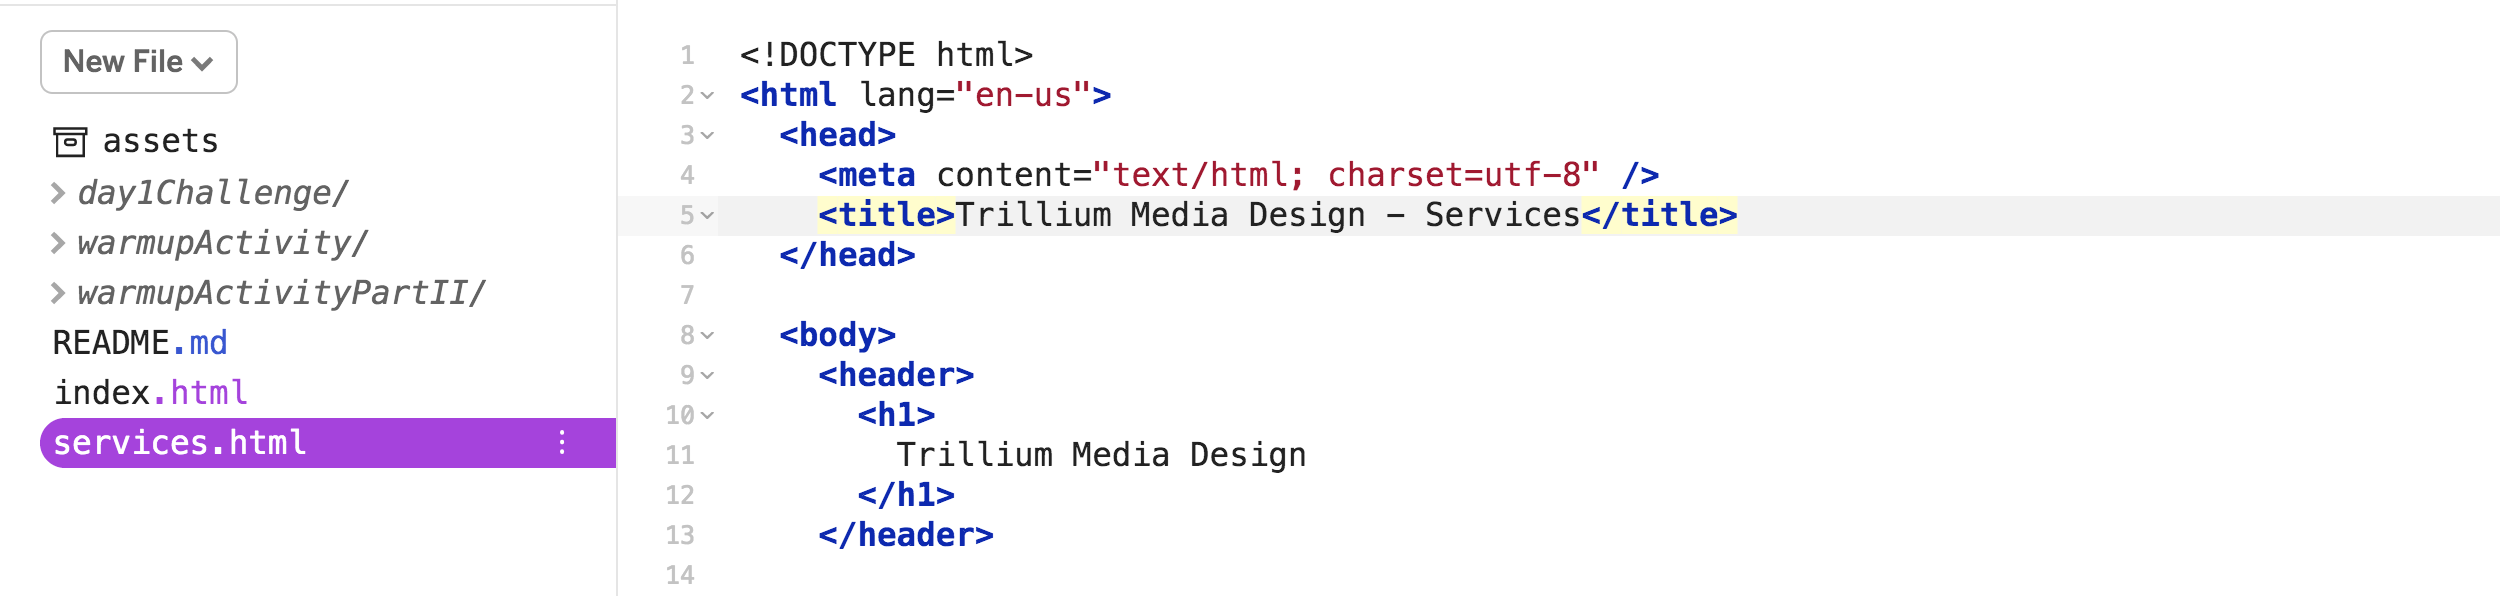 New File
assets
day1Challenge/
warmupActivity/
warmupActivityPartII/
README.md
index.html
services.html
1 <!DOCTYPE html>
2 <html lang="en-us">
3 <head>
4 <meta content="text/html; charset=utf-8" />
5 <title>Trillium Media Design - Services</title>
6 </head>
7
8 <body>
9 <header>
10 <h1>
11 Trillium Media Design
12 </h1>
13 </header>
14